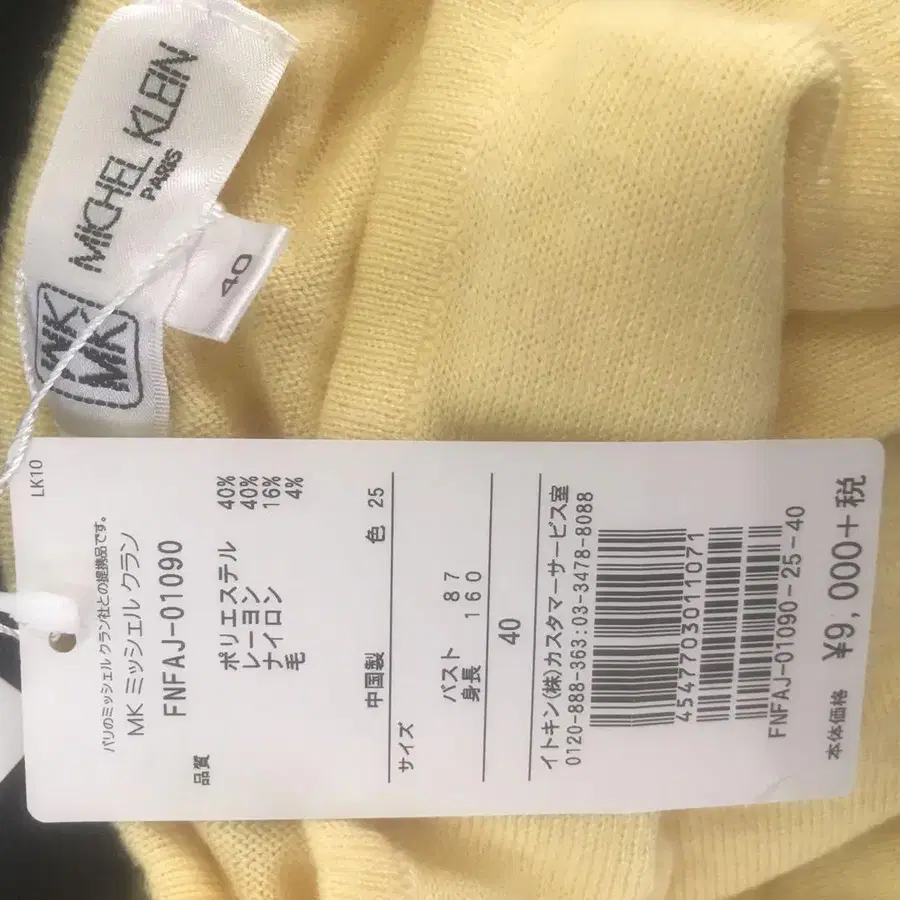 MICHEL KLEIN
PARIS
MK
MK
40
LK10
パリのミッシェル クラン社との提携品です。
MK ミッシェル クラン
FNFAJ-01090
品質
ポリエステル 40%
レーヨン 40%
ナイロン 16%
毛 4%
中国製 色 25
サイズ
バスト 87
身長 160
40
イトキン(株)カスタマーサービス室
0120-888-363:03-3478-8088
4547703011071
FNFAJ-01090-25-40
本体価格 ¥9,000+税